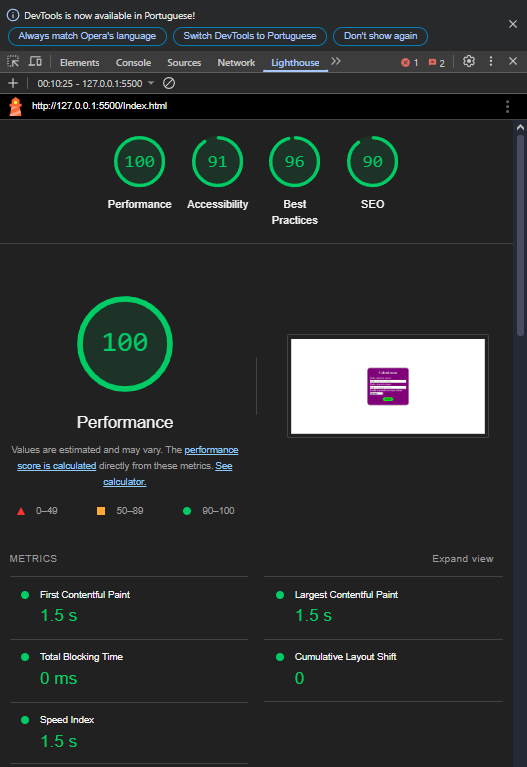 DevTools is now available in Portuguese!
Always match Opera's language
Switch DevTools to Portuguese
Don't show again
Elements
Console
Sources
Network
Lighthouse
1
2
00:10:25 - 127.0.0.1:5500
http://127.0.0.1:5500/Index.html
100
91
96
90
Performance
Accessibility
Best
Practices
SEO
100
Performance
Values are estimated and may vary. The performance
score is calculated directly from these metrics. See
calculator.
0–49
50–89
90–100
METRICS
Expand view
First Contentful Paint
1.5 s
Largest Contentful Paint
1.5 s
Total Blocking Time
0 ms
Cumulative Layout Shift
0
Speed Index
1.5 s